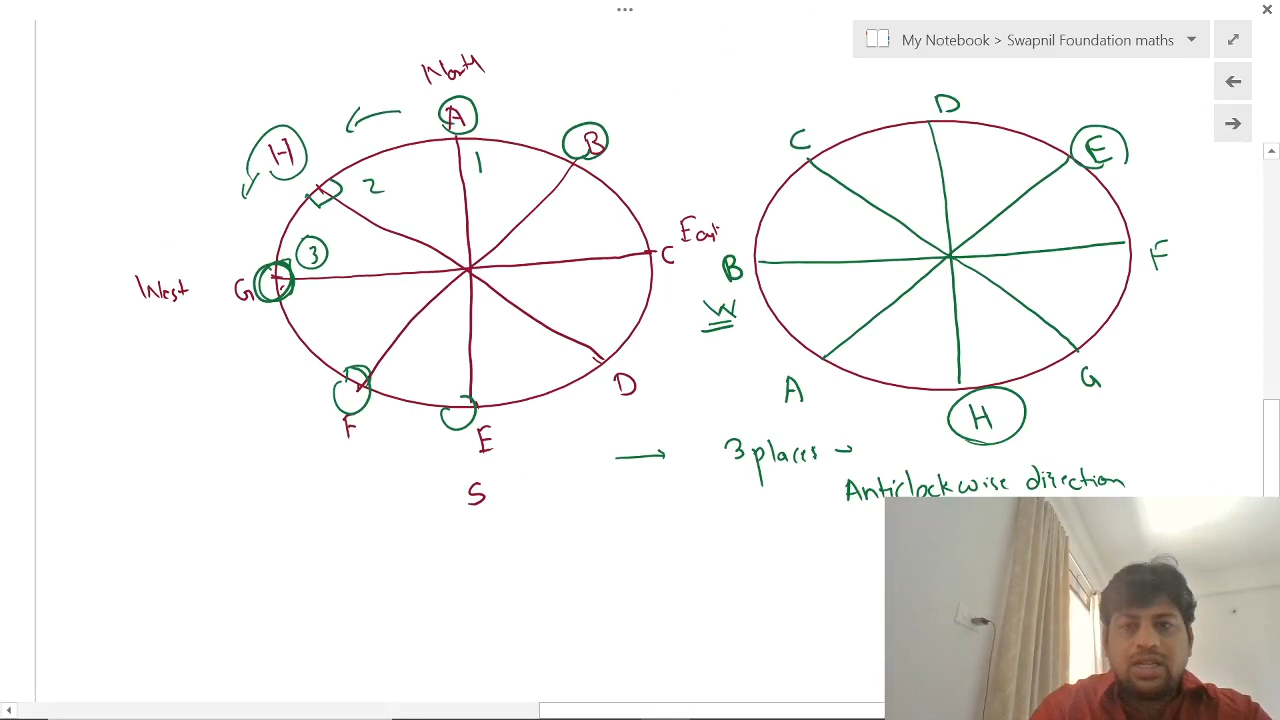 My Notebook > Swapnil Foundation maths
North
A
H
B
1
2
3
East
C
West
G
F
E
D
S
D
C
E
B
W
F
A
G
H
3 places -
Anticlockwise direction